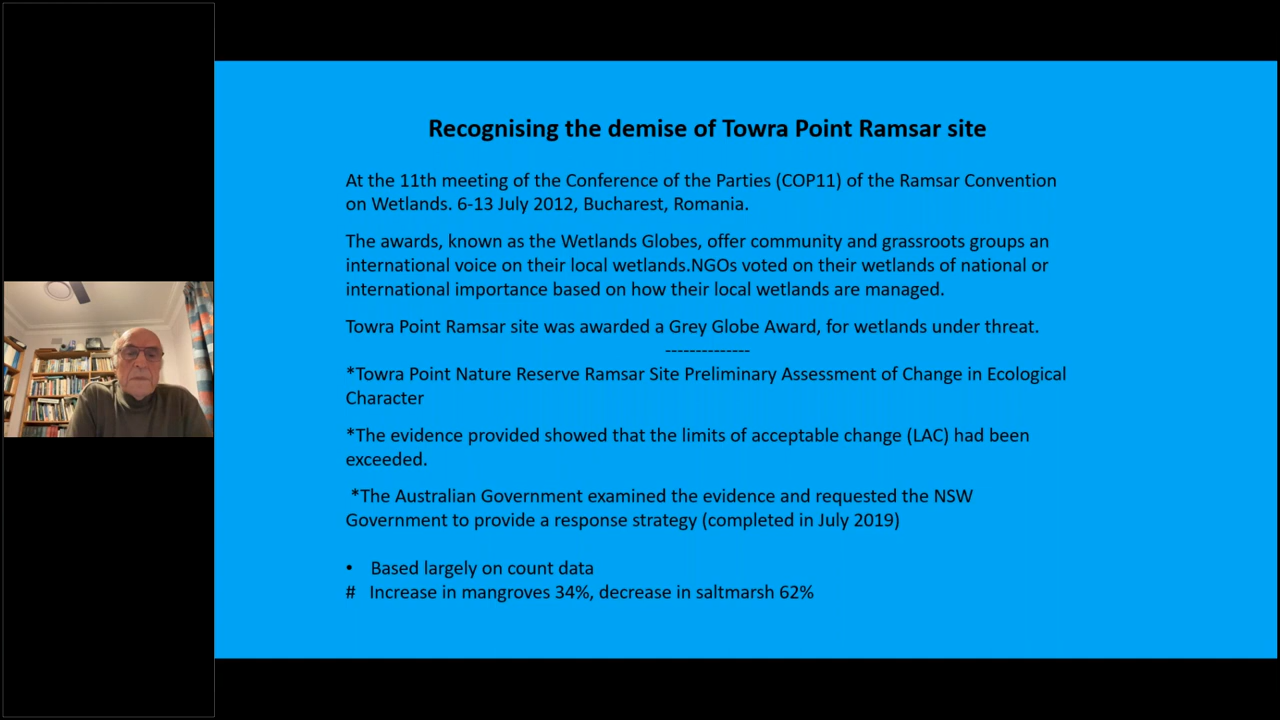 Recognising the demise of Towra Point Ramsar site
At the 11th meeting of the Conference of the Parties (COP11) of the Ramsar Convention
on Wetlands. 6-13 July 2012, Bucharest, Romania.
The awards, known as the Wetlands Globes, offer community and grassroots groups an
international voice on their local wetlands.NGOs voted on their wetlands of national or
international importance based on how their local wetlands are managed.
Towra Point Ramsar site was awarded a Grey Globe Award, for wetlands under threat.
--------------
*Towra Point Nature Reserve Ramsar Site Preliminary Assessment of Change in Ecological
Character
*The evidence provided showed that the limits of acceptable change (LAC) had been
exceeded.
*The Australian Government examined the evidence and requested the NSW
Government to provide a response strategy (completed in July 2019)
• Based largely on count data
# Increase in mangroves 34%, decrease in saltmarsh 62%